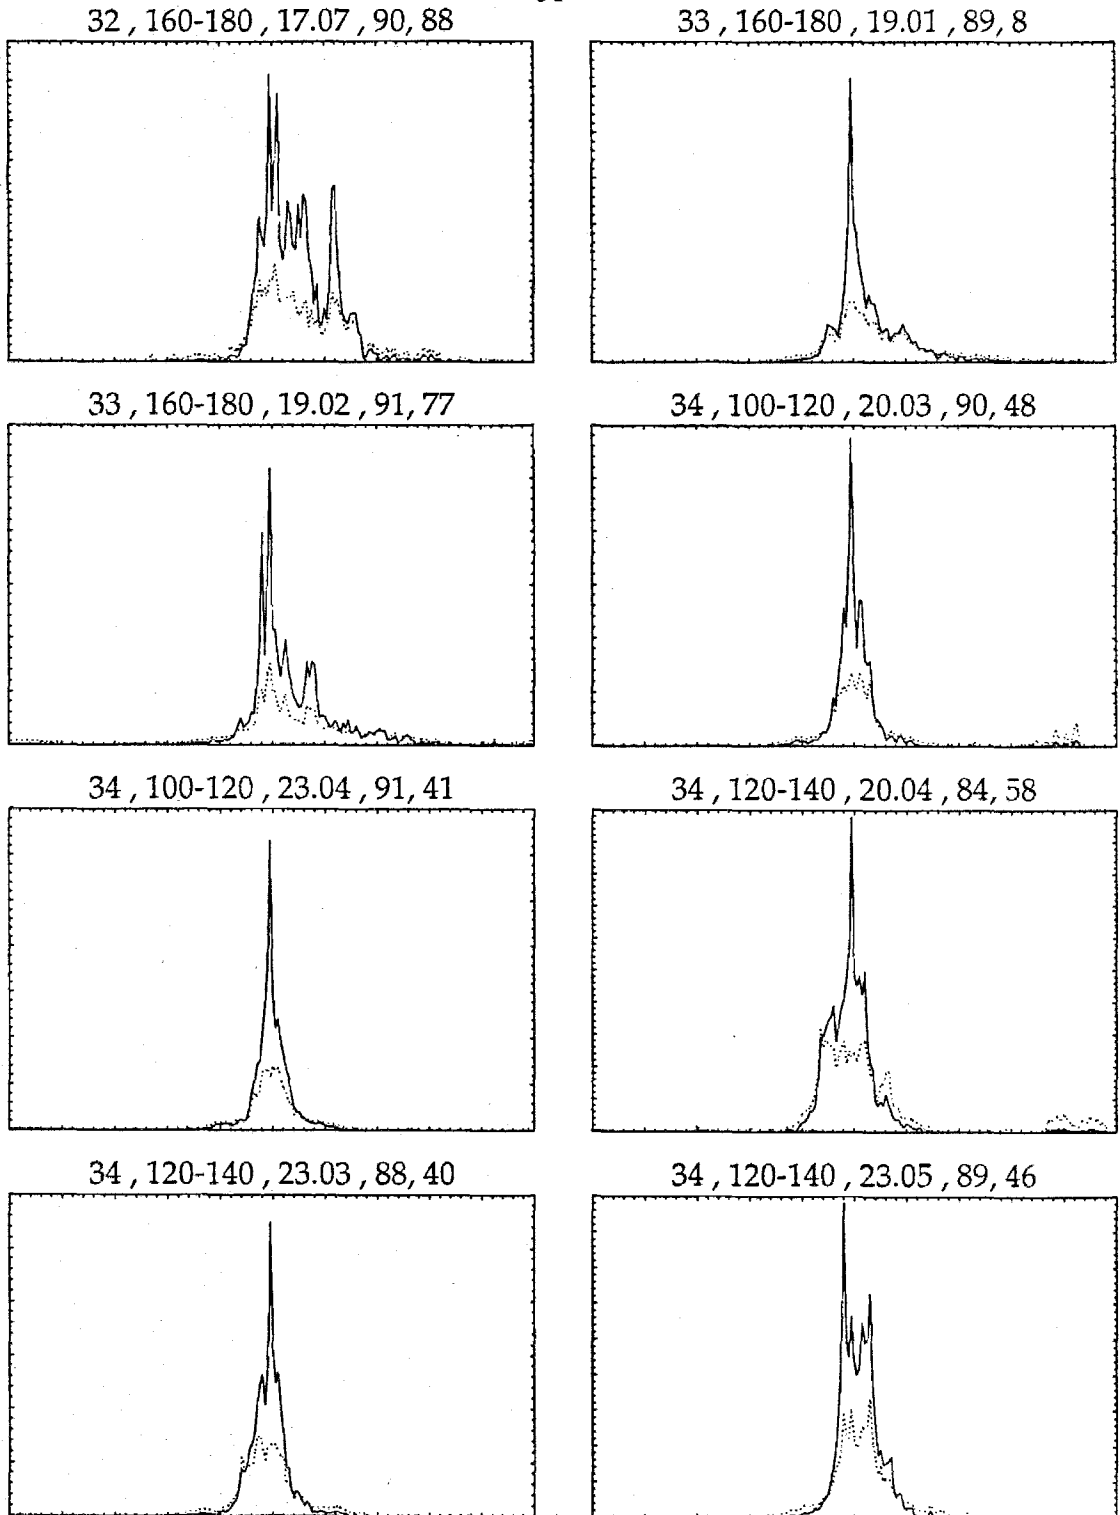 32 , 160-180 , 17.07 , 90, 88
33 , 160-180 , 19.01 , 89, 8
33 , 160-180 , 19.02 , 91, 77
34 , 100-120 , 20.03 , 90, 48
34 , 100-120 , 23.04 , 91, 41
34 , 120-140 , 20.04 , 84, 58
34 , 120-140 , 23.03 , 88, 40
34 , 120-140 , 23.05 , 89, 46